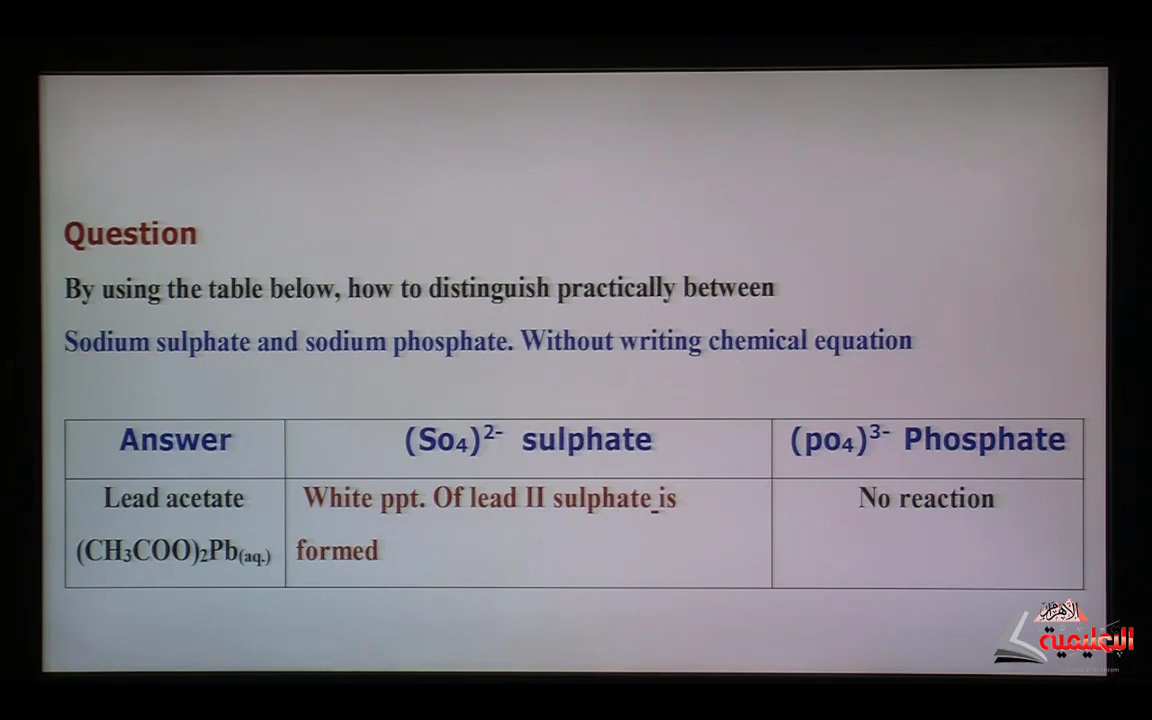 Question
By using the table below, how to distinguish practically between
Sodium sulphate and sodium phosphate. Without writing chemical equation
Answer
(So₄)²⁻ sulphate
(po₄)³⁻ Phosphate
Lead acetate
(CH₃COO)₂Pb(aq.)
White ppt. Of lead II sulphate is
formed
No reaction
الأهرام
التعليمية